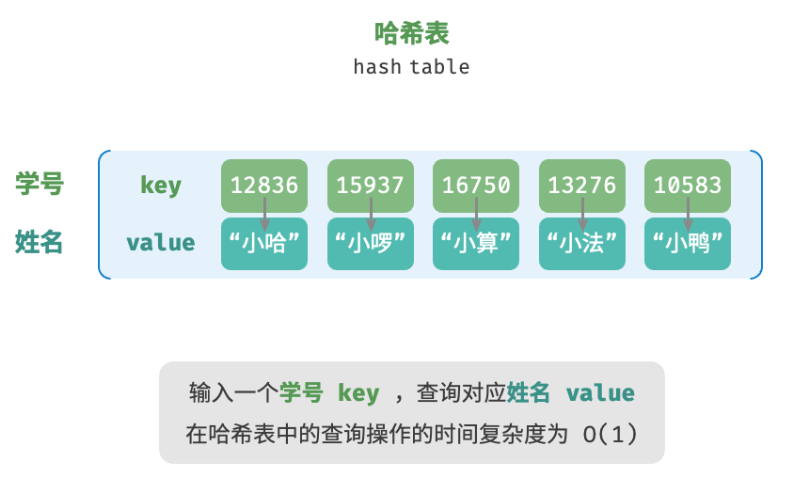 哈希表
hash table
学号 key 12836 15937 16750 13276 10583
姓名 value “小哈” “小啰” “小算” “小法” “小鸭”
输入一个学号 key ，查询对应姓名 value
在哈希表中的查询操作的时间复杂度为 O(1)